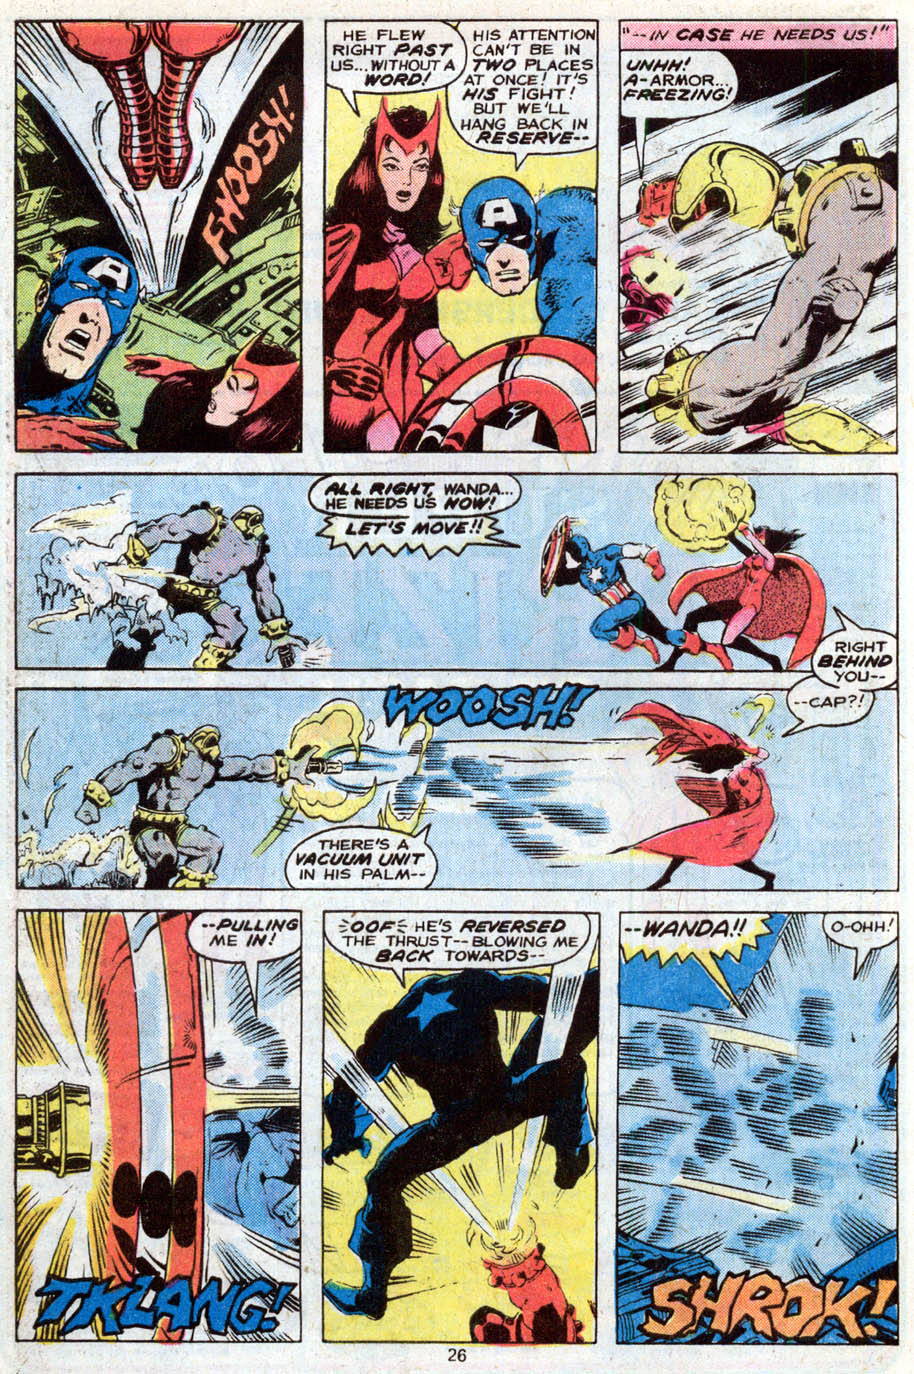 FWOOSH!
HE FLEW
RIGHT PAST
US...WITHOUT A
WORD!
HIS ATTENTION
CAN'T BE IN
TWO PLACES
AT ONCE! IT'S
HIS FIGHT!
BUT WE'LL
HANG BACK IN
RESERVE--
"--IN CASE HE NEEDS US!"
UNHH!
A-ARMOR...
FREEZING!
ALL RIGHT, WANDA...
HE NEEDS US NOW!
LET'S MOVE!!
RIGHT
BEHIND
YOU--
--CAP?!
WOOSH!
THERE'S A
VACUUM UNIT
IN HIS PALM--
--PULLING
ME IN!
TKLANG!
OOF HE'S REVERSED
THE THRUST--BLOWING ME
BACK TOWARDS--
--WANDA!!
O-OHH!
SHROK!
26